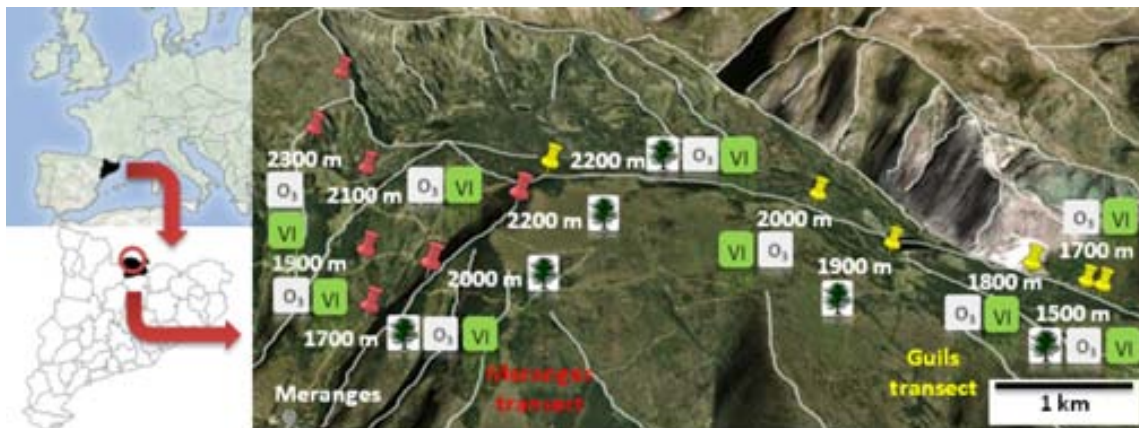 2300 m
O₃
VI
2100 m
O₃
VI
2200 m
O₃
VI
2200 m
2000 m
O₃
VI
1700 m
1900 m
O₃
VI
2000 m
VI
O₃
1900 m
1800 m
O₃
VI
1500 m
O₃
VI
1700 m
O₃
VI
Meranges
Meranges
transect
Guils
transect
1 km